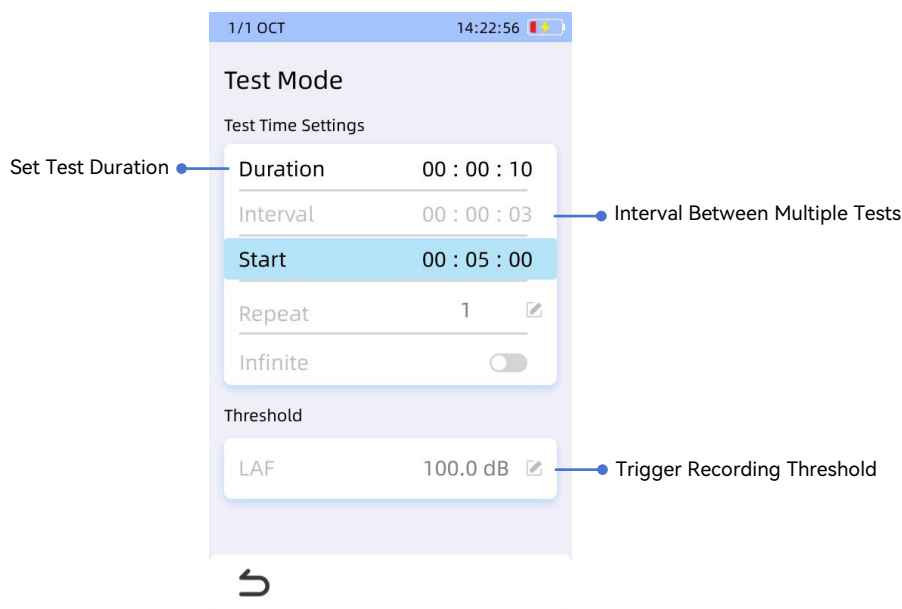 1/1 OCT 14:22:56
Test Mode
Test Time Settings
Set Test Duration
Duration 00 : 00 : 10
Interval 00 : 00 : 03
Interval Between Multiple Tests
Start 00 : 05 : 00
Repeat 1
Infinite
Threshold
LAF 100.0 dB
Trigger Recording Threshold